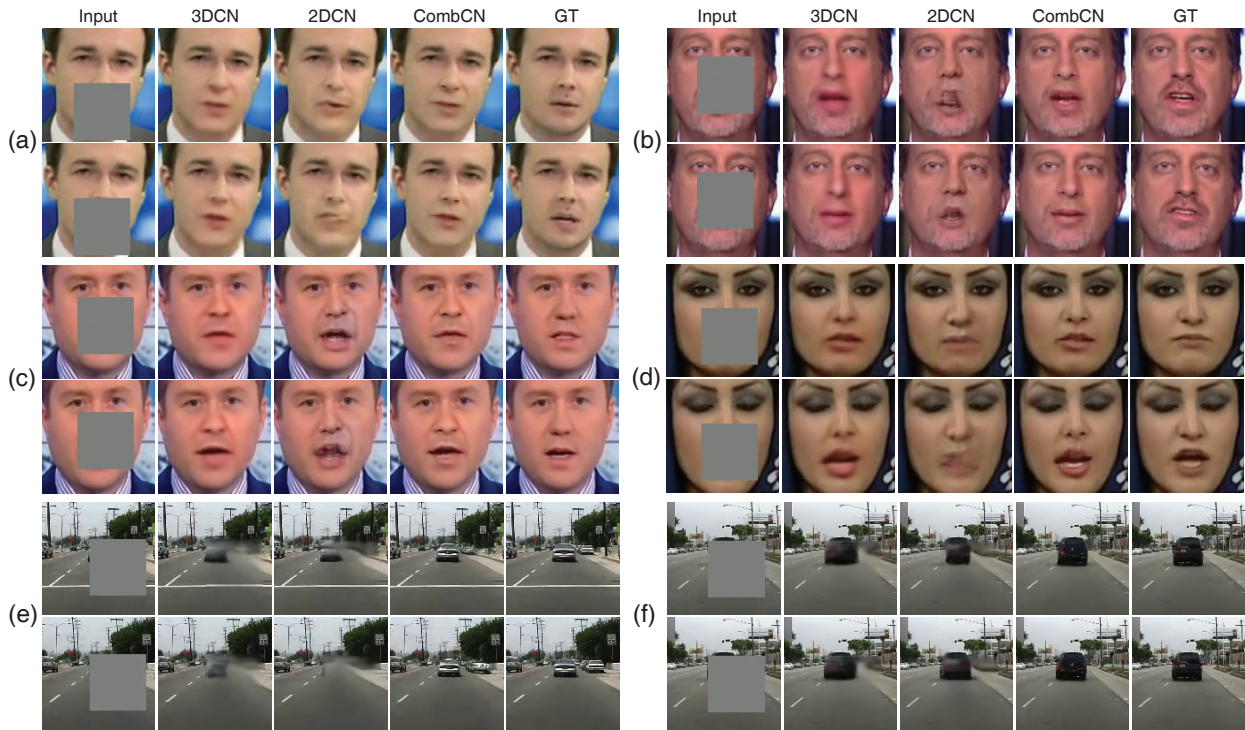 Input 3DCN 2DCN CombCN GT
Input 3DCN 2DCN CombCN GT
(a)
(b)
(c)
(d)
(e)
(f)